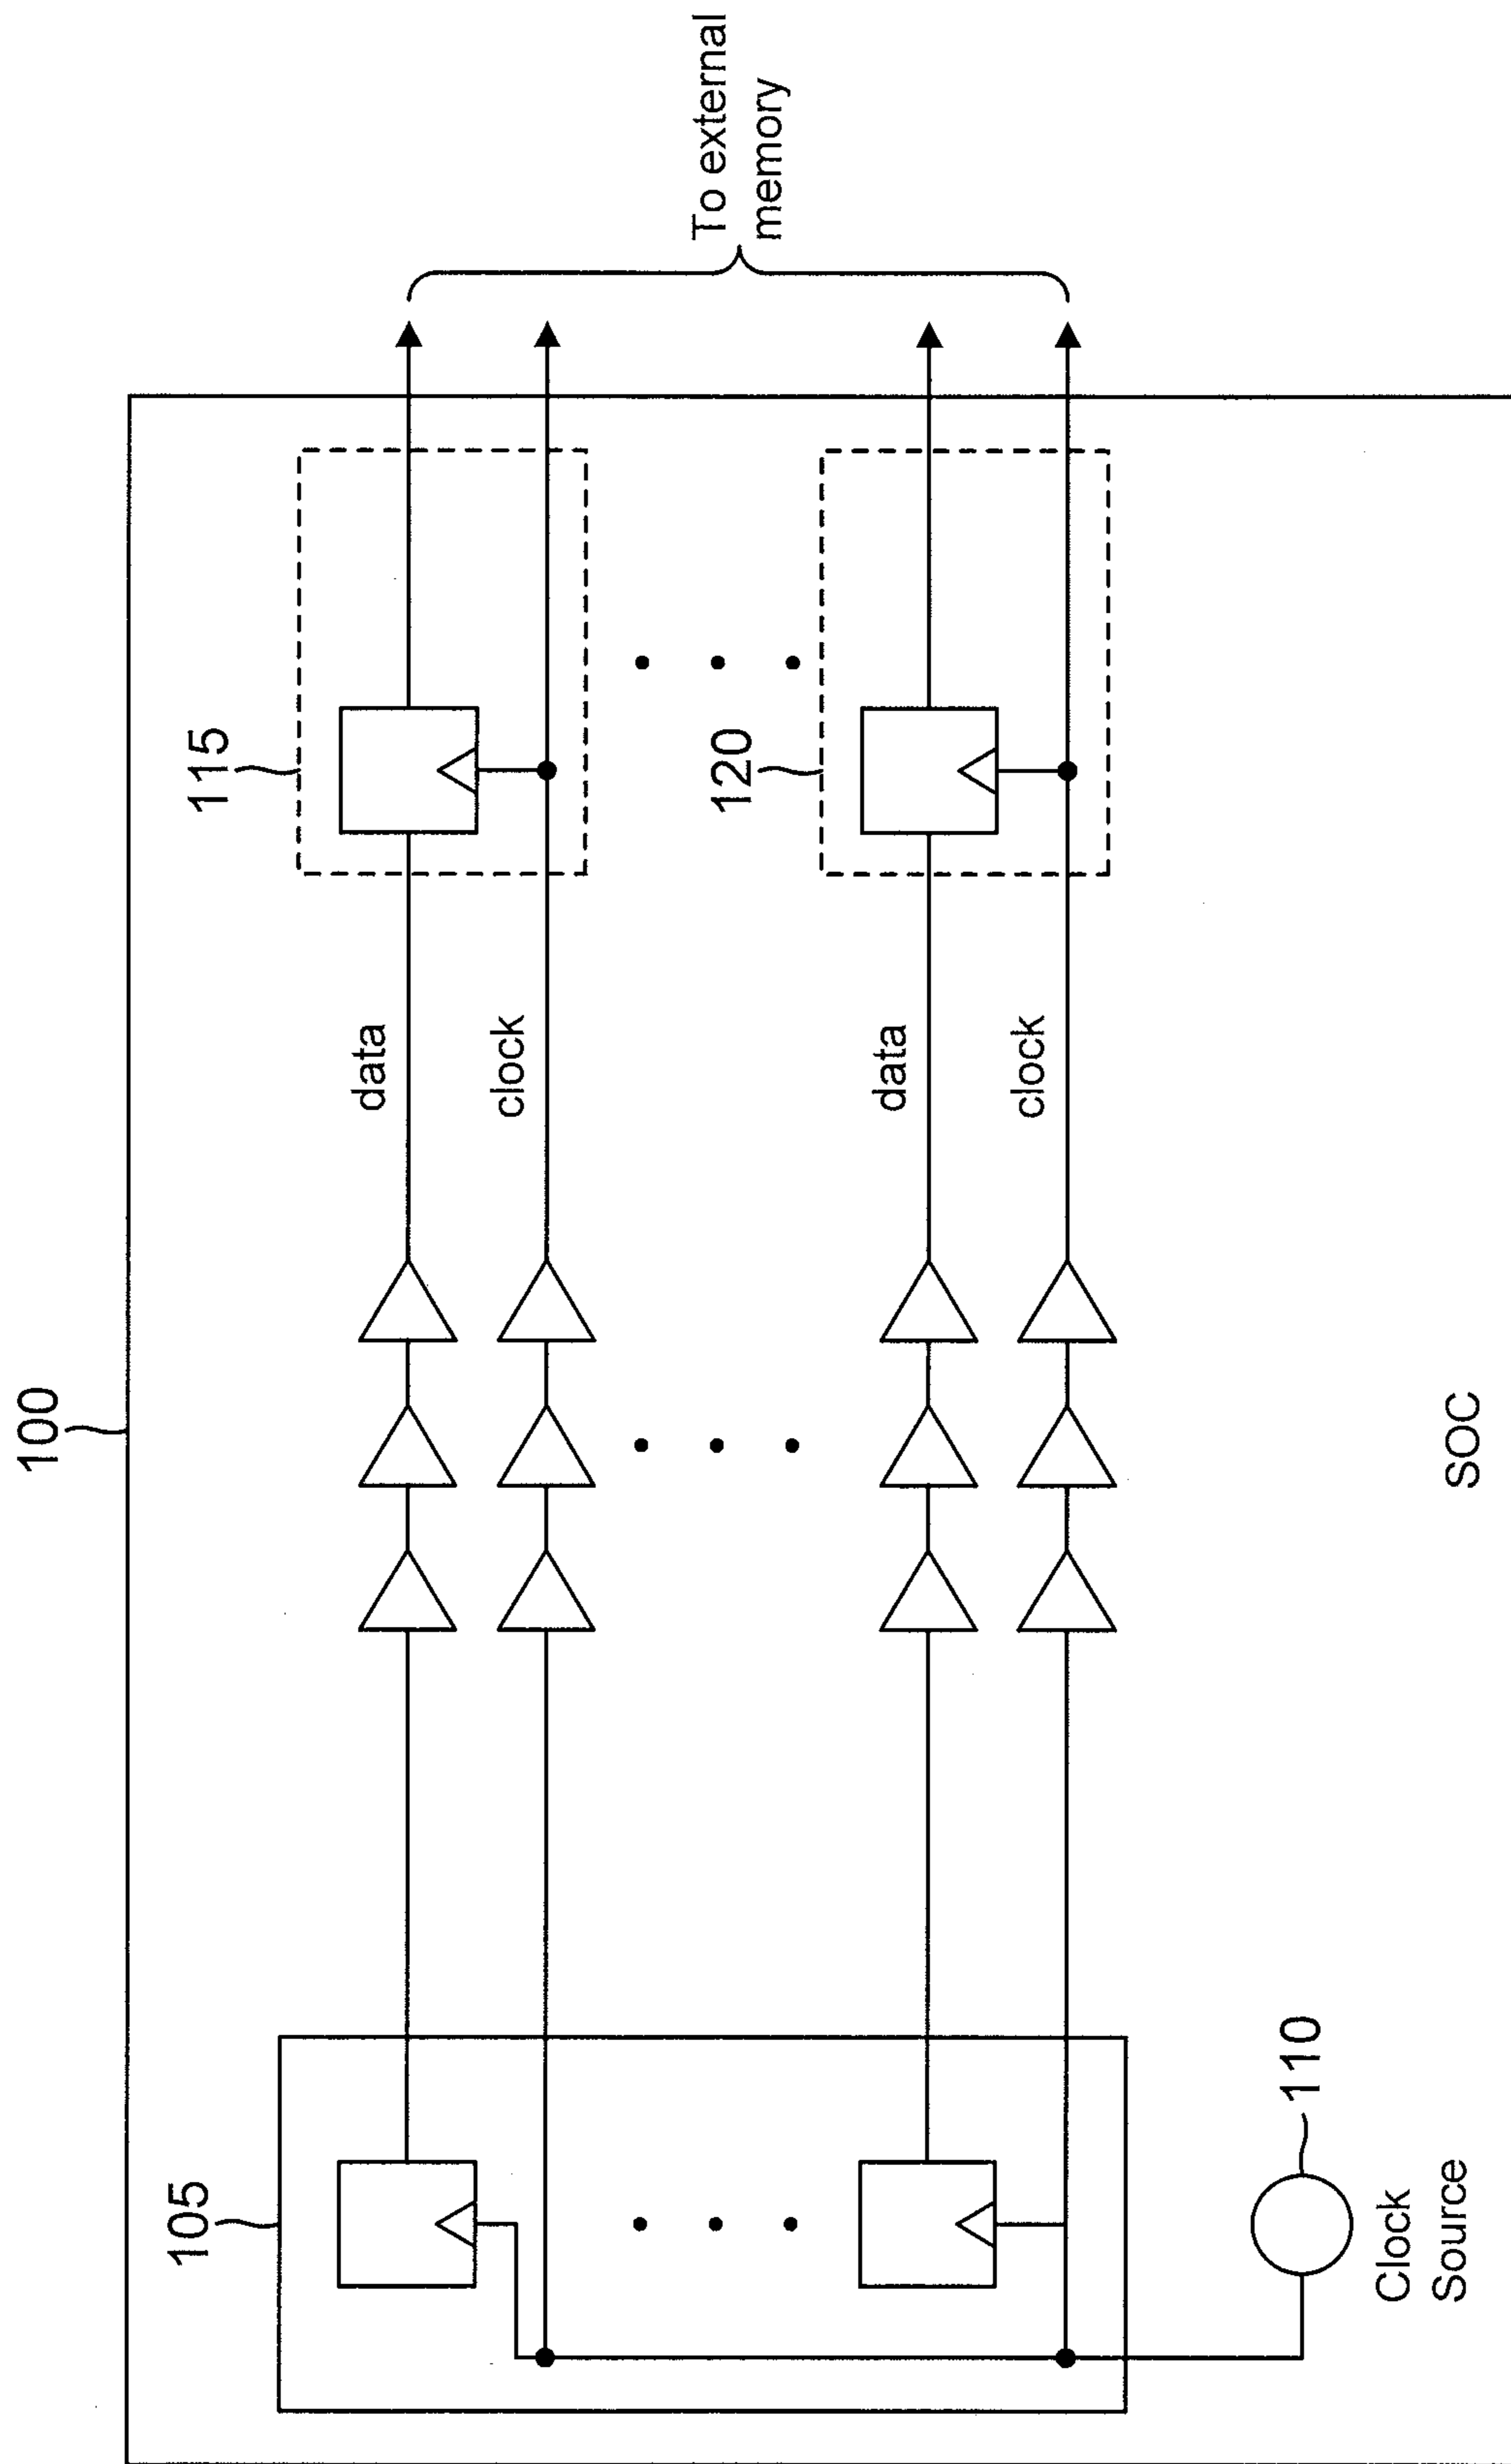 100
105
115
data
clock
To external
memory
120
data
clock
110
Clock
Source
SOC